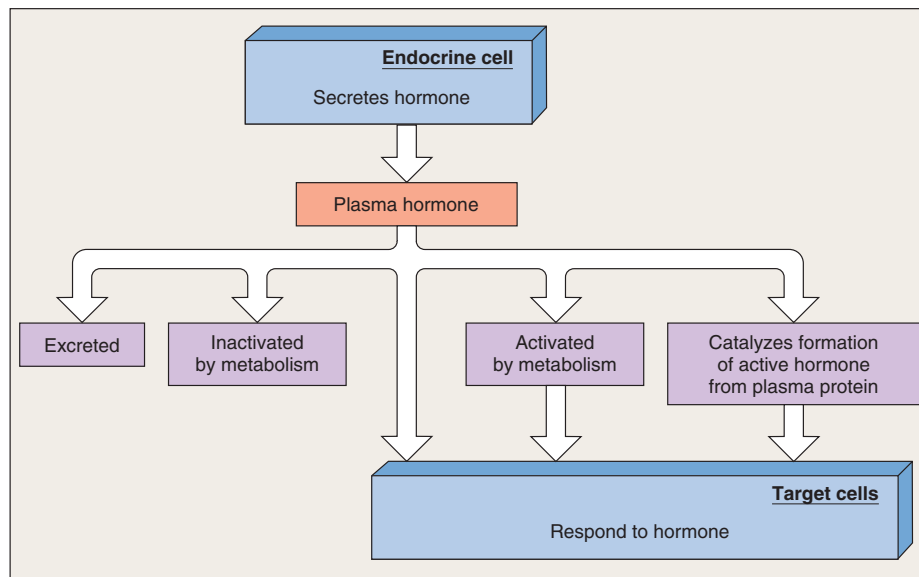 Endocrine cell
Secretes hormone
Plasma hormone
Excreted
Inactivated
by metabolism
Activated
by metabolism
Catalyzes formation
of active hormone
from plasma protein
Target cells
Respond to hormone